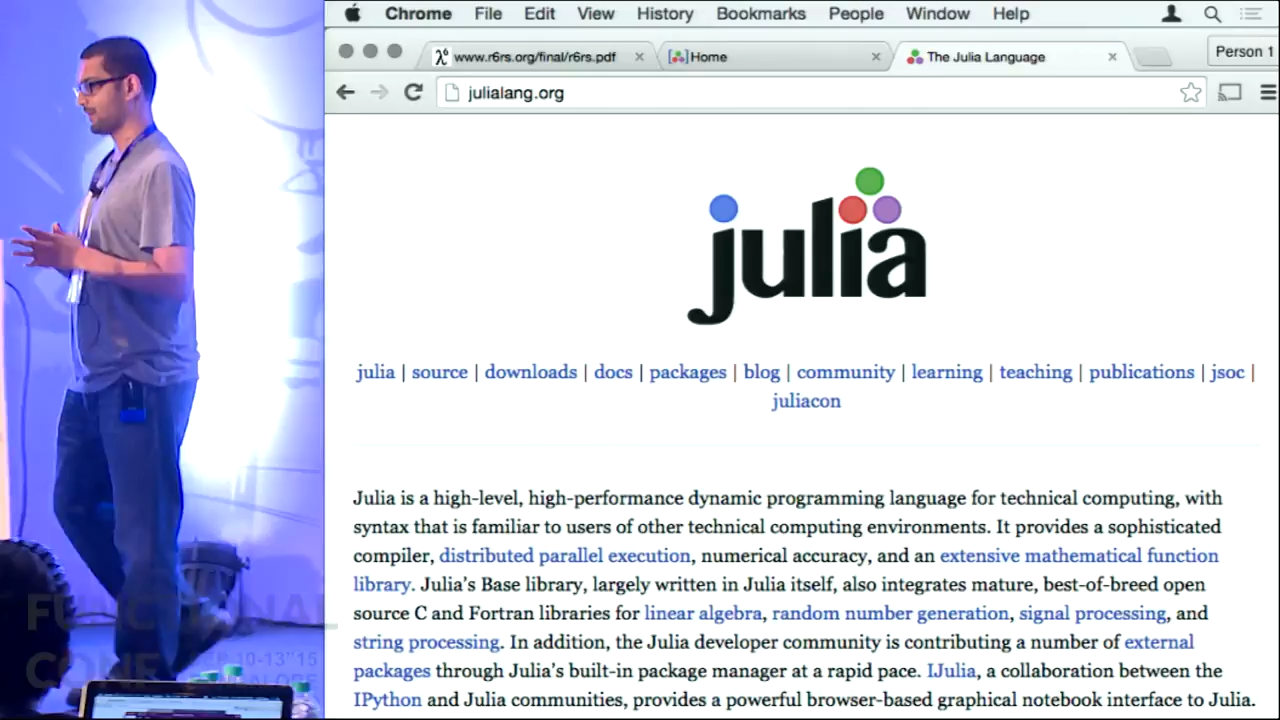 Chrome File Edit View History Bookmarks People Window Help
www.r6rs.org/final/r6rs.pdf Home The Julia Language Person 1
julialang.org
julia
julia | source | downloads | docs | packages | blog | community | learning | teaching | publications | jsoc |
juliacon
Julia is a high-level, high-performance dynamic programming language for technical computing, with
syntax that is familiar to users of other technical computing environments. It provides a sophisticated
compiler, distributed parallel execution, numerical accuracy, and an extensive mathematical function
library. Julia's Base library, largely written in Julia itself, also integrates mature, best-of-breed open
source C and Fortran libraries for linear algebra, random number generation, signal processing, and
string processing. In addition, the Julia developer community is contributing a number of external
packages through Julia's built-in package manager at a rapid pace. IJulia, a collaboration between the
IPython and Julia communities, provides a powerful browser-based graphical notebook interface to Julia.
FUNCTIONAL
CONF